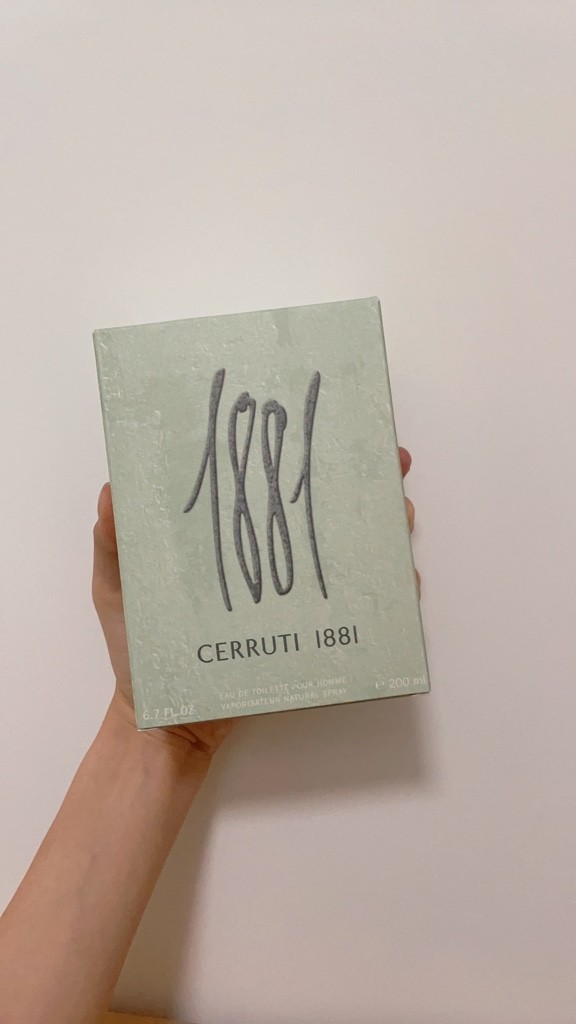 1881
CERRUTI 1881
EAU DE TOILETTE POUR HOMME
VAPORISATEUR NATURAL SPRAY
6.7 FL.OZ
℮ 200 ml